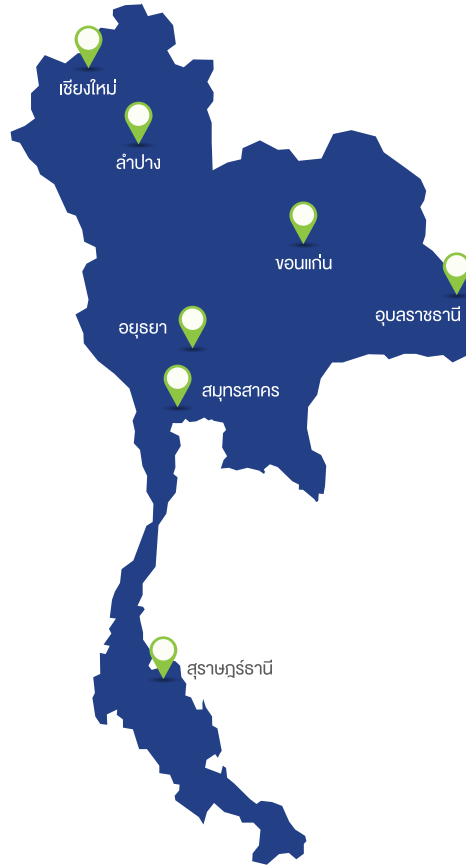 เชียงใหม่
ลำปาง
ขอนแก่น
อุบลราชธานี
อยุธยา
สมุทรสาคร
สุราษฎร์ธานี